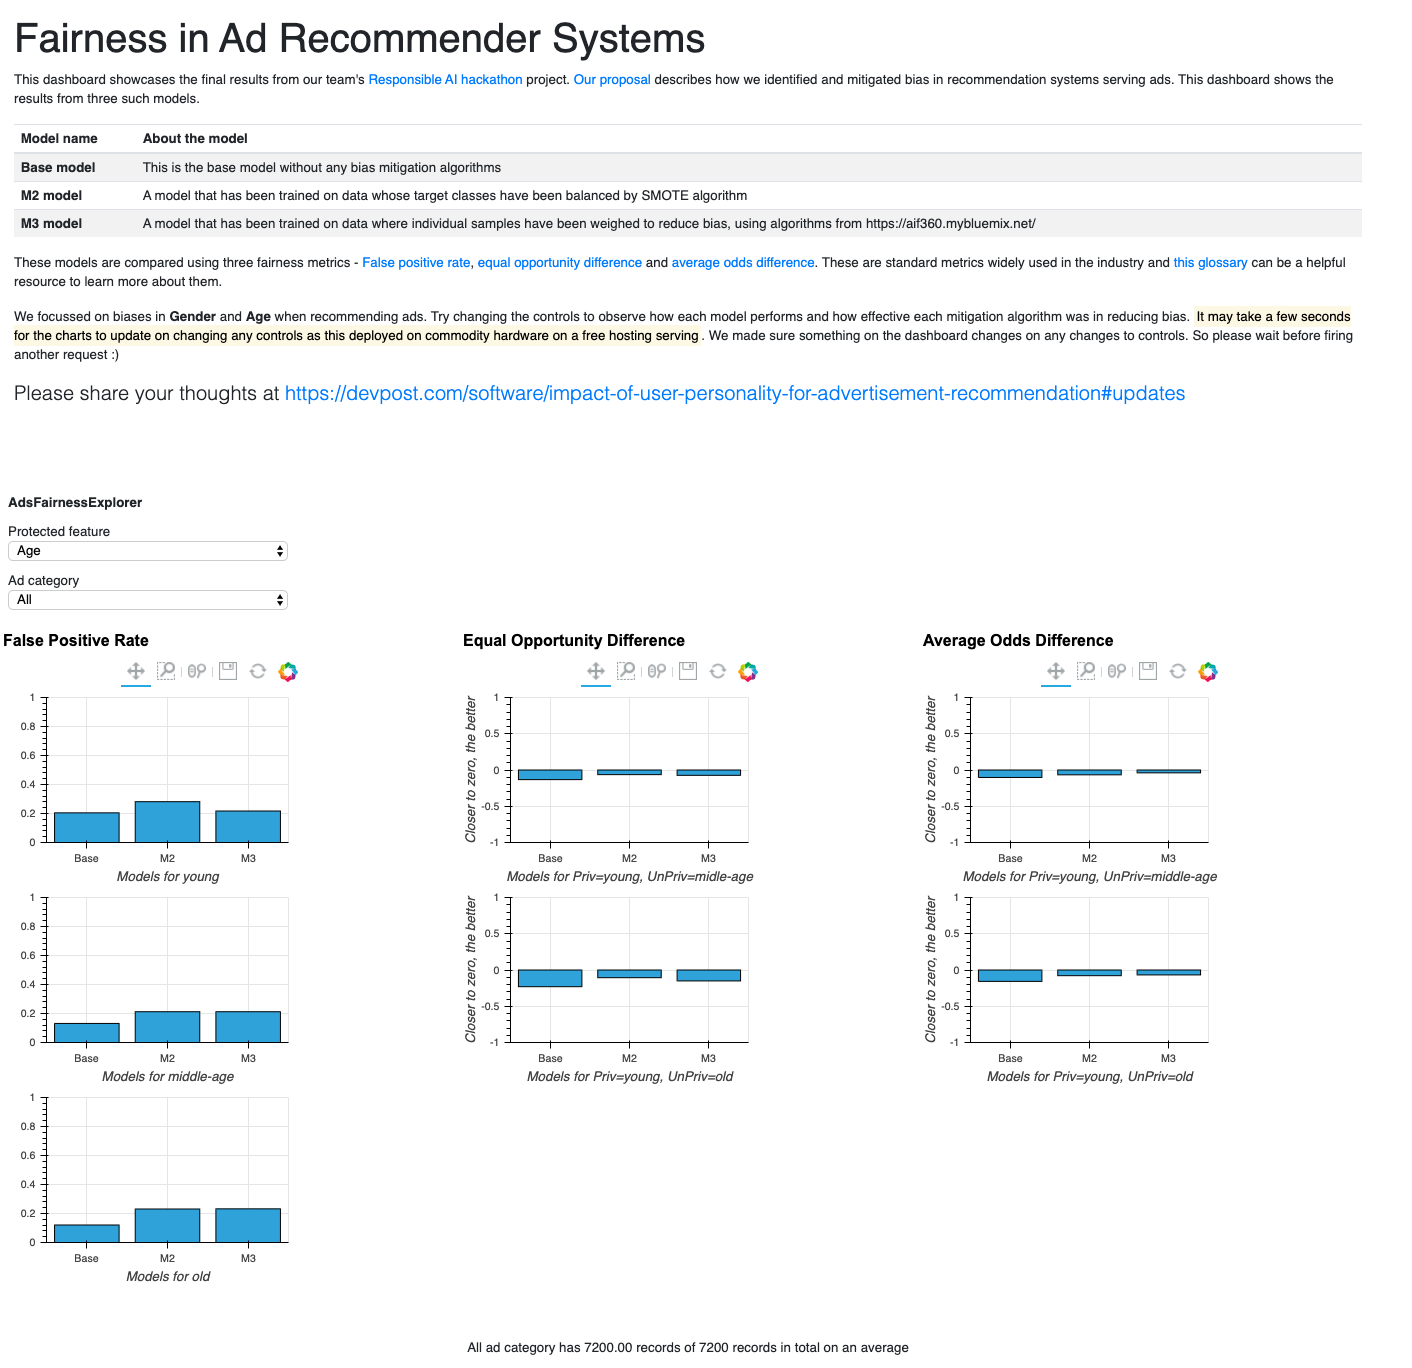 Fairness in Ad Recommender Systems
This dashboard showcases the final results from our team's Responsible AI hackathon project. Our proposal describes how we identified and mitigated bias in recommendation systems serving ads. This dashboard shows the
results from three such models.
Model name About the model
Base model This is the base model without any bias mitigation algorithms
M2 model A model that has been trained on data whose target classes have been balanced by SMOTE algorithm
M3 model A model that has been trained on data where individual samples have been weighed to reduce bias, using algorithms from https://aif360.mybluemix.net/
These models are compared using three fairness metrics - False positive rate, equal opportunity difference and average odds difference. These are standard metrics widely used in the industry and this glossary can be a helpful
resource to learn more about them.
We focussed on biases in Gender and Age when recommending ads. Try changing the controls to observe how each model performs and how effective each mitigation algorithm was in reducing bias. It may take a few seconds
for the charts to update on changing any controls as this deployed on commodity hardware on a free hosting serving . We made sure something on the dashboard changes on any changes to controls. So please wait before firing
another request :)
Please share your thoughts at https://devpost.com/software/impact-of-user-personality-for-advertisement-recommendation#updates
AdsFairnessExplorer
Protected feature
Age
Ad category
All
False Positive Rate
1
0.8
0.6
0.4
0.2
0
Base M2 M3
Models for young
1
0.8
0.6
0.4
0.2
0
Base M2 M3
Models for middle-age
1
0.8
0.6
0.4
0.2
0
Base M2 M3
Models for old
Equal Opportunity Difference
Closer to zero, the better
1
0.5
0
-0.5
-1
Base M2 M3
Models for Priv=young, UnPriv=midle-age
Closer to zero, the better
1
0.5
0
-0.5
-1
Base M2 M3
Models for Priv=young, UnPriv=old
Average Odds Difference
Closer to zero, the better
1
0.5
0
-0.5
-1
Base M2 M3
Models for Priv=young, UnPriv=middle-age
Closer to zero, the better
1
0.5
0
-0.5
-1
Base M2 M3
Models for Priv=young, UnPriv=old
All ad category has 7200.00 records of 7200 records in total on an average